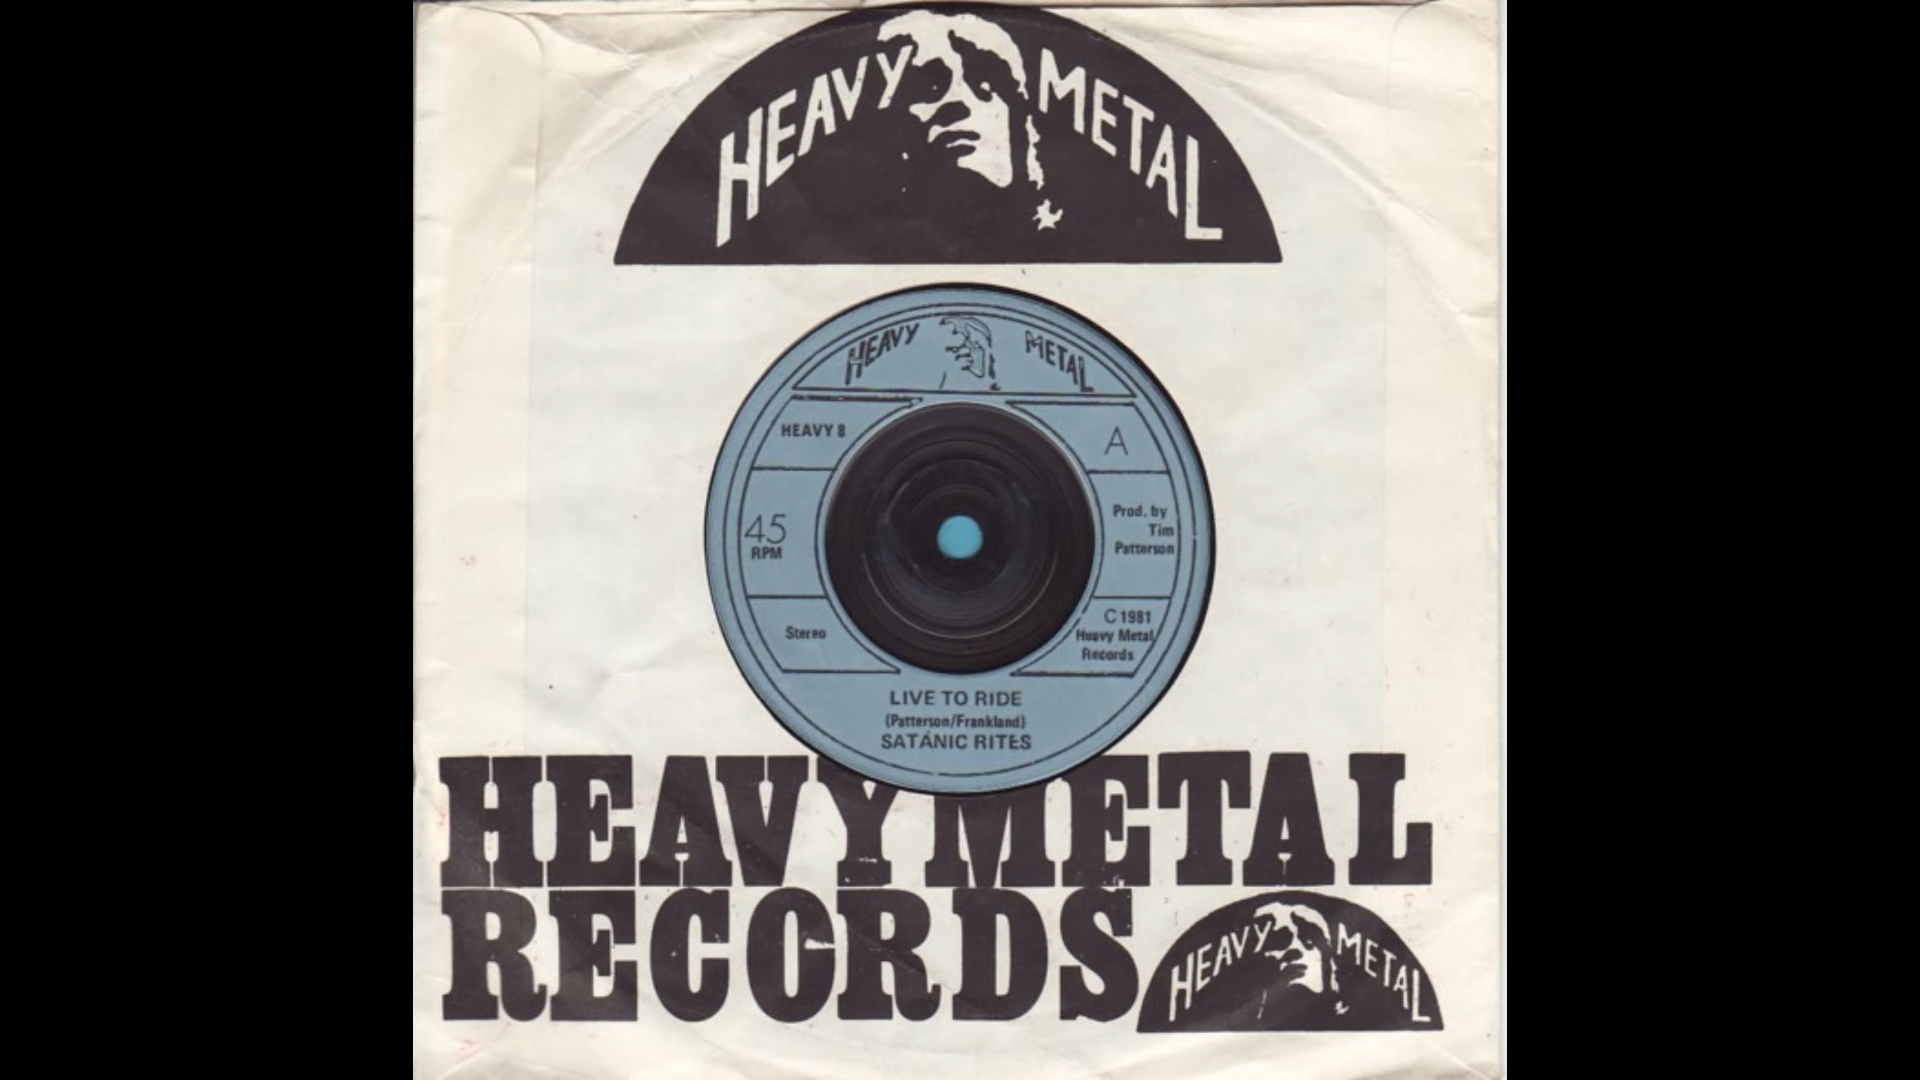 HEAVY METAL
HEAVY METAL
HEAVY 8
A
45
RPM
Prod. by
Tim
Patterson
Stereo
C 1981
Heavy Metal
Records
LIVE TO RIDE
(Patterson/Frankland)
SATANIC RITES
HEAVY METAL
RECORDS
HEAVY METAL